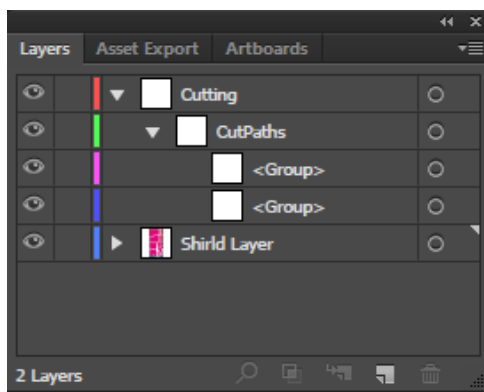 Layers Asset Export Artboards
Cutting
CutPaths
<Group>
<Group>
Shirld Layer
2 Layers